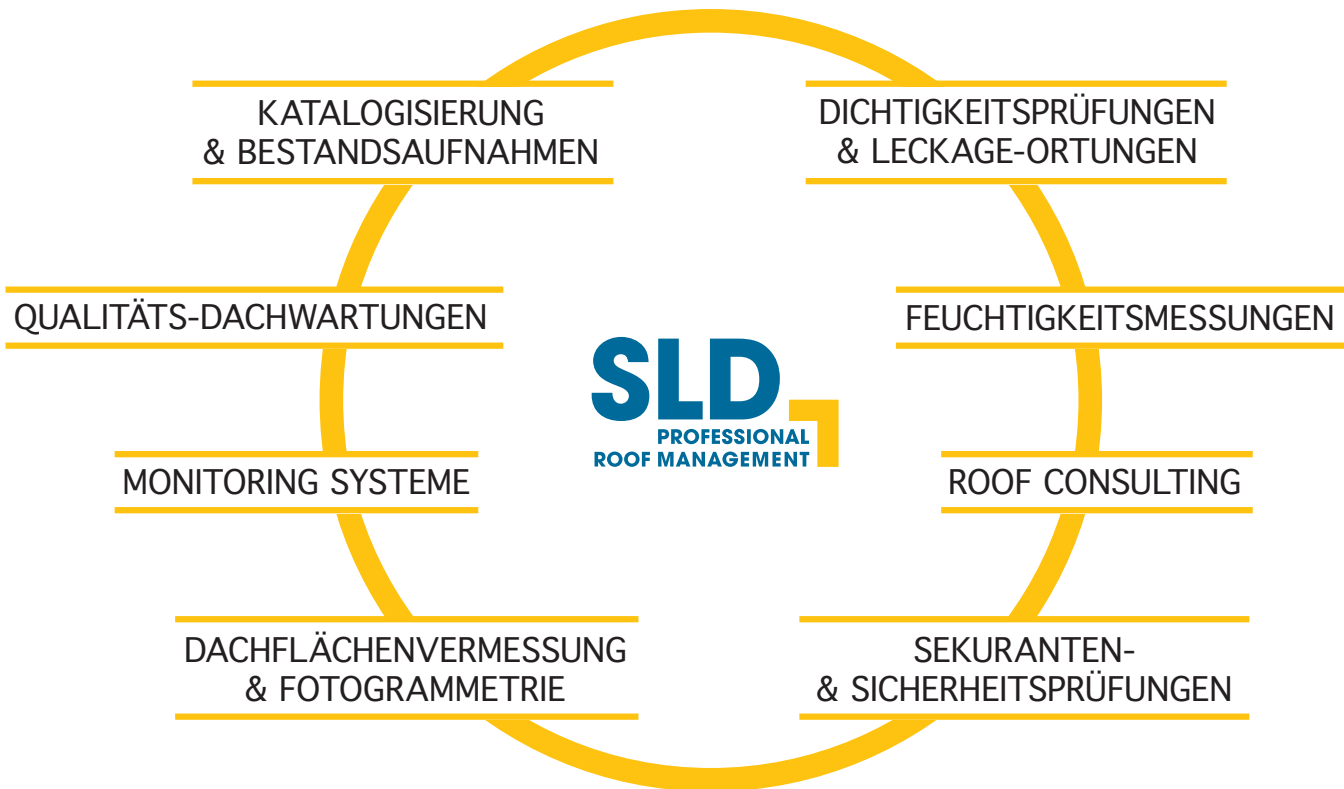 KATALOGISIERUNG
& BESTANDSAUFNAHMEN
DICHTIGKEITSPRÜFUNGEN
& LECKAGE-ORTUNGEN
QUALITÄTS-DACHWARTUNGEN
FEUCHTIGKEITSMESSUNGEN
SLD
PROFESSIONAL
ROOF MANAGEMENT
MONITORING SYSTEME
ROOF CONSULTING
DACHFLÄCHENVERMESSUNG
& FOTOGRAMMETRIE
SEKURANTEN-
& SICHERHEITSPRÜFUNGEN